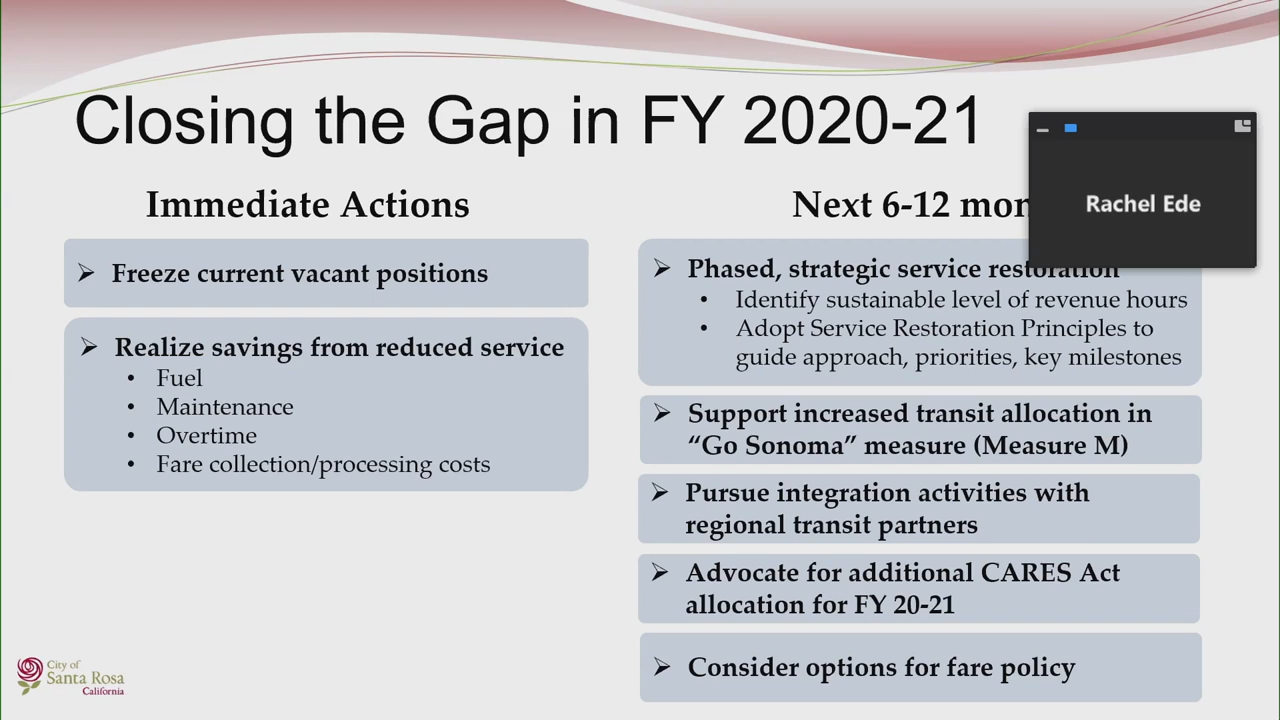 Closing the Gap in FY 2020-21
Immediate Actions
Freeze current vacant positions
Realize savings from reduced service
• Fuel
• Maintenance
• Overtime
• Fare collection/processing costs
Next 6-12
Rachel Ede
Phased, strategic service restoration
• Identify sustainable level of revenue hours
• Adopt Service Restoration Principles to
guide approach, priorities, key milestones
Support increased transit allocation in
“Go Sonoma” measure (Measure M)
Pursue integration activities with
regional transit partners
Advocate for additional CARES Act
allocation for FY 20-21
Consider options for fare policy
City of
Santa Rosa
California